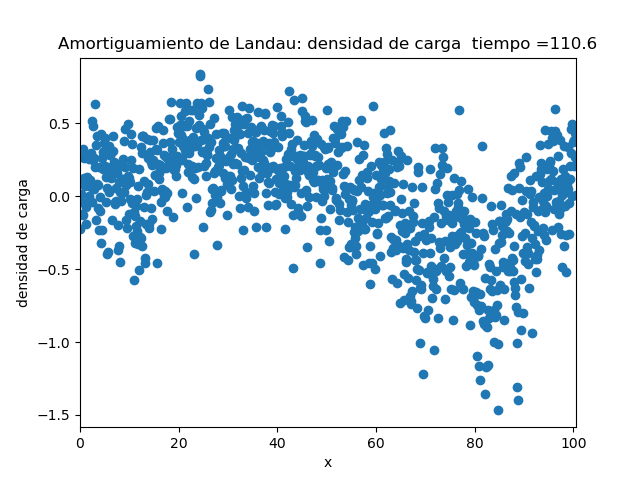 Amortiguamiento de Landau: densidad de carga  tiempo =110.6
densidad de carga
0.5
0.0
−0.5
−1.0
−1.5
0 20 40 60 80 100
x